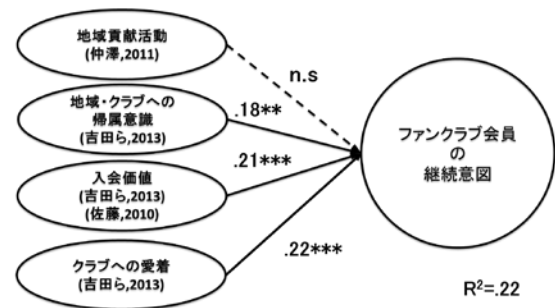 地域貢献活動
(仲澤,2011)
n.s
地域・クラブへの
帰属意識
(吉田ら,2013)
.18**
入会価値
(吉田ら,2013)
(佐藤,2010)
.21***
クラブへの愛着
(吉田ら,2013)
.22***
ファンクラブ会員
の
継続意図
R²=.22